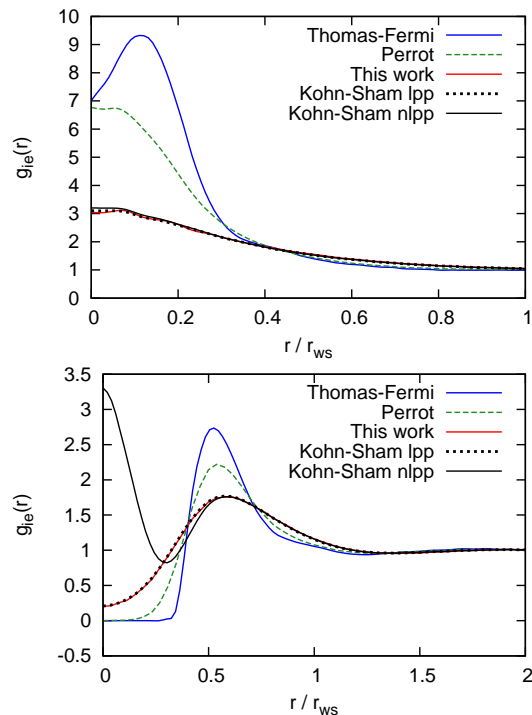 10
9
8
7
6
5
4
3
2
1
0
g_ie(r)
Thomas-Fermi
Perrot
This work
Kohn-Sham lpp
Kohn-Sham nlpp
0 0.2 0.4 0.6 0.8 1
r / r_ws
3.5
3
2.5
2
1.5
1
0.5
0
-0.5
g_ie(r)
Thomas-Fermi
Perrot
This work
Kohn-Sham lpp
Kohn-Sham nlpp
0 0.5 1 1.5 2
r / r_ws